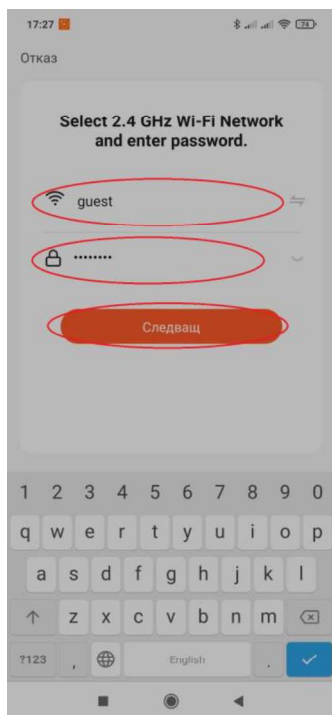 17:27
74
Отказ
Select 2.4 GHz Wi-Fi Network
and enter password.
guest
••••••••
Следващ
1 2 3 4 5 6 7 8 9 0
q w e r t y u i o p
a s d f g h j k l
z x c v b n m
?123 , English .